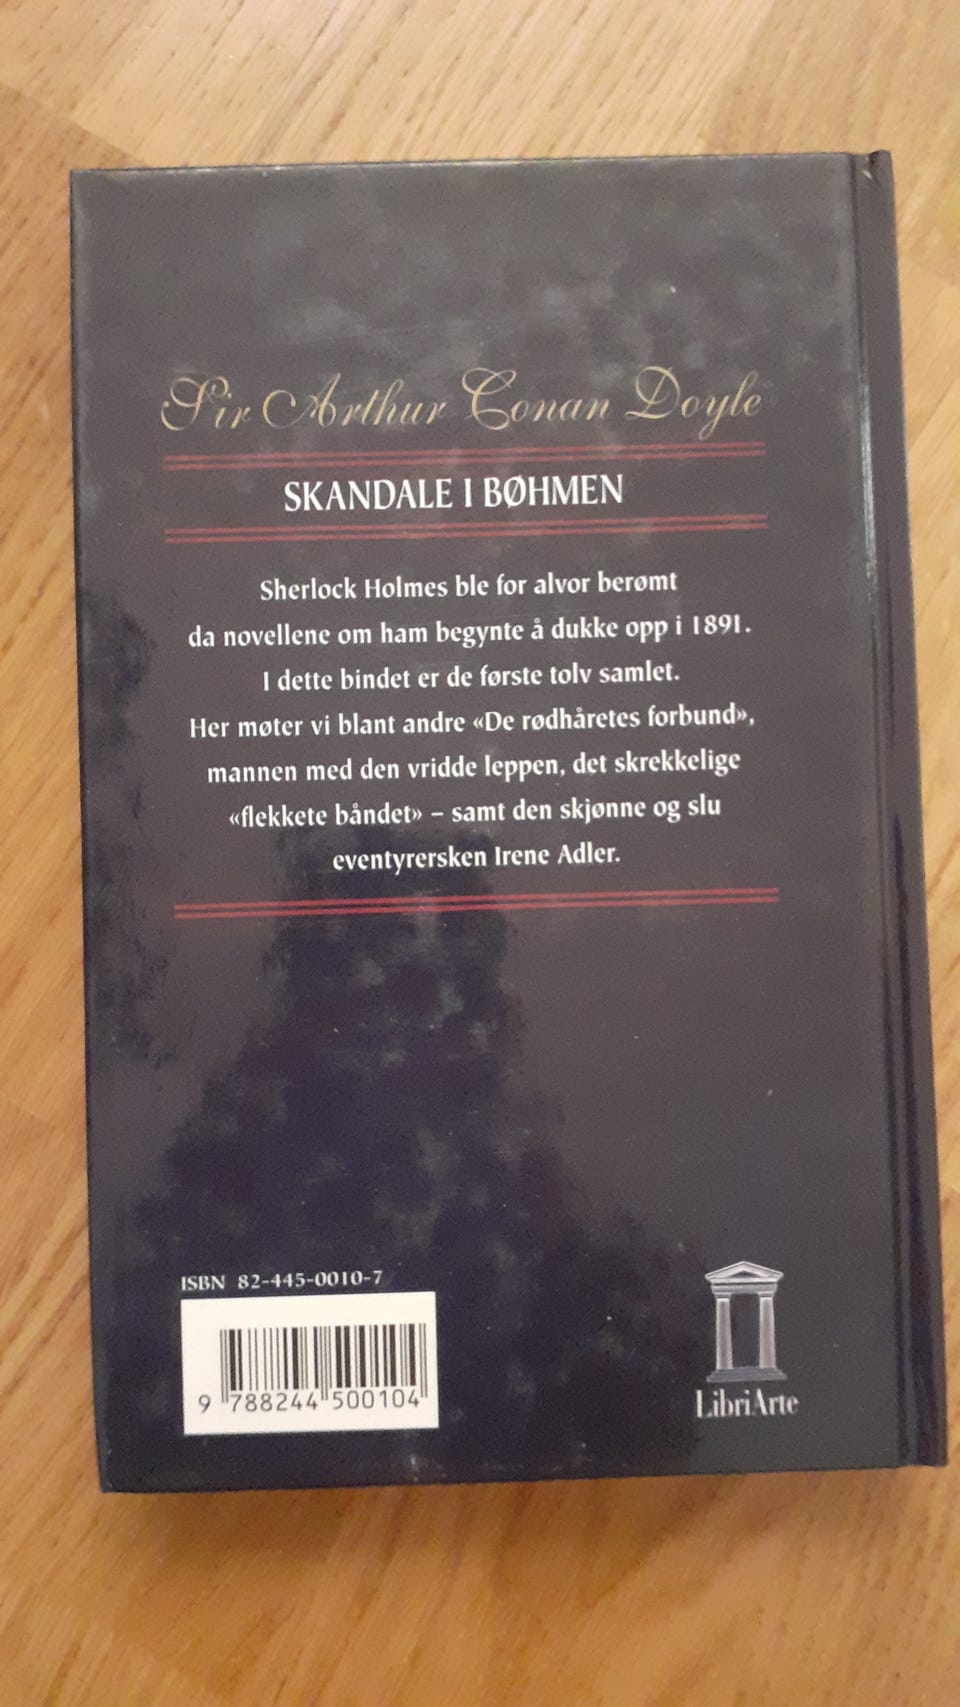 Sir Arthur Conan Doyle
SKANDALE I BØHMEN
Sherlock Holmes ble for alvor berømt
da novellene om ham begynte å dukke opp i 1891.
I dette bindet er de første tolv samlet.
Her møter vi blant andre «De rødhåretes forbund»,
mannen med den vridde leppen, det skrekkelige
«flekkete båndet» – samt den skjønne og slu
eventyrersken Irene Adler.
ISBN 82-445-0010-7
9 788244 500104
LibriArte